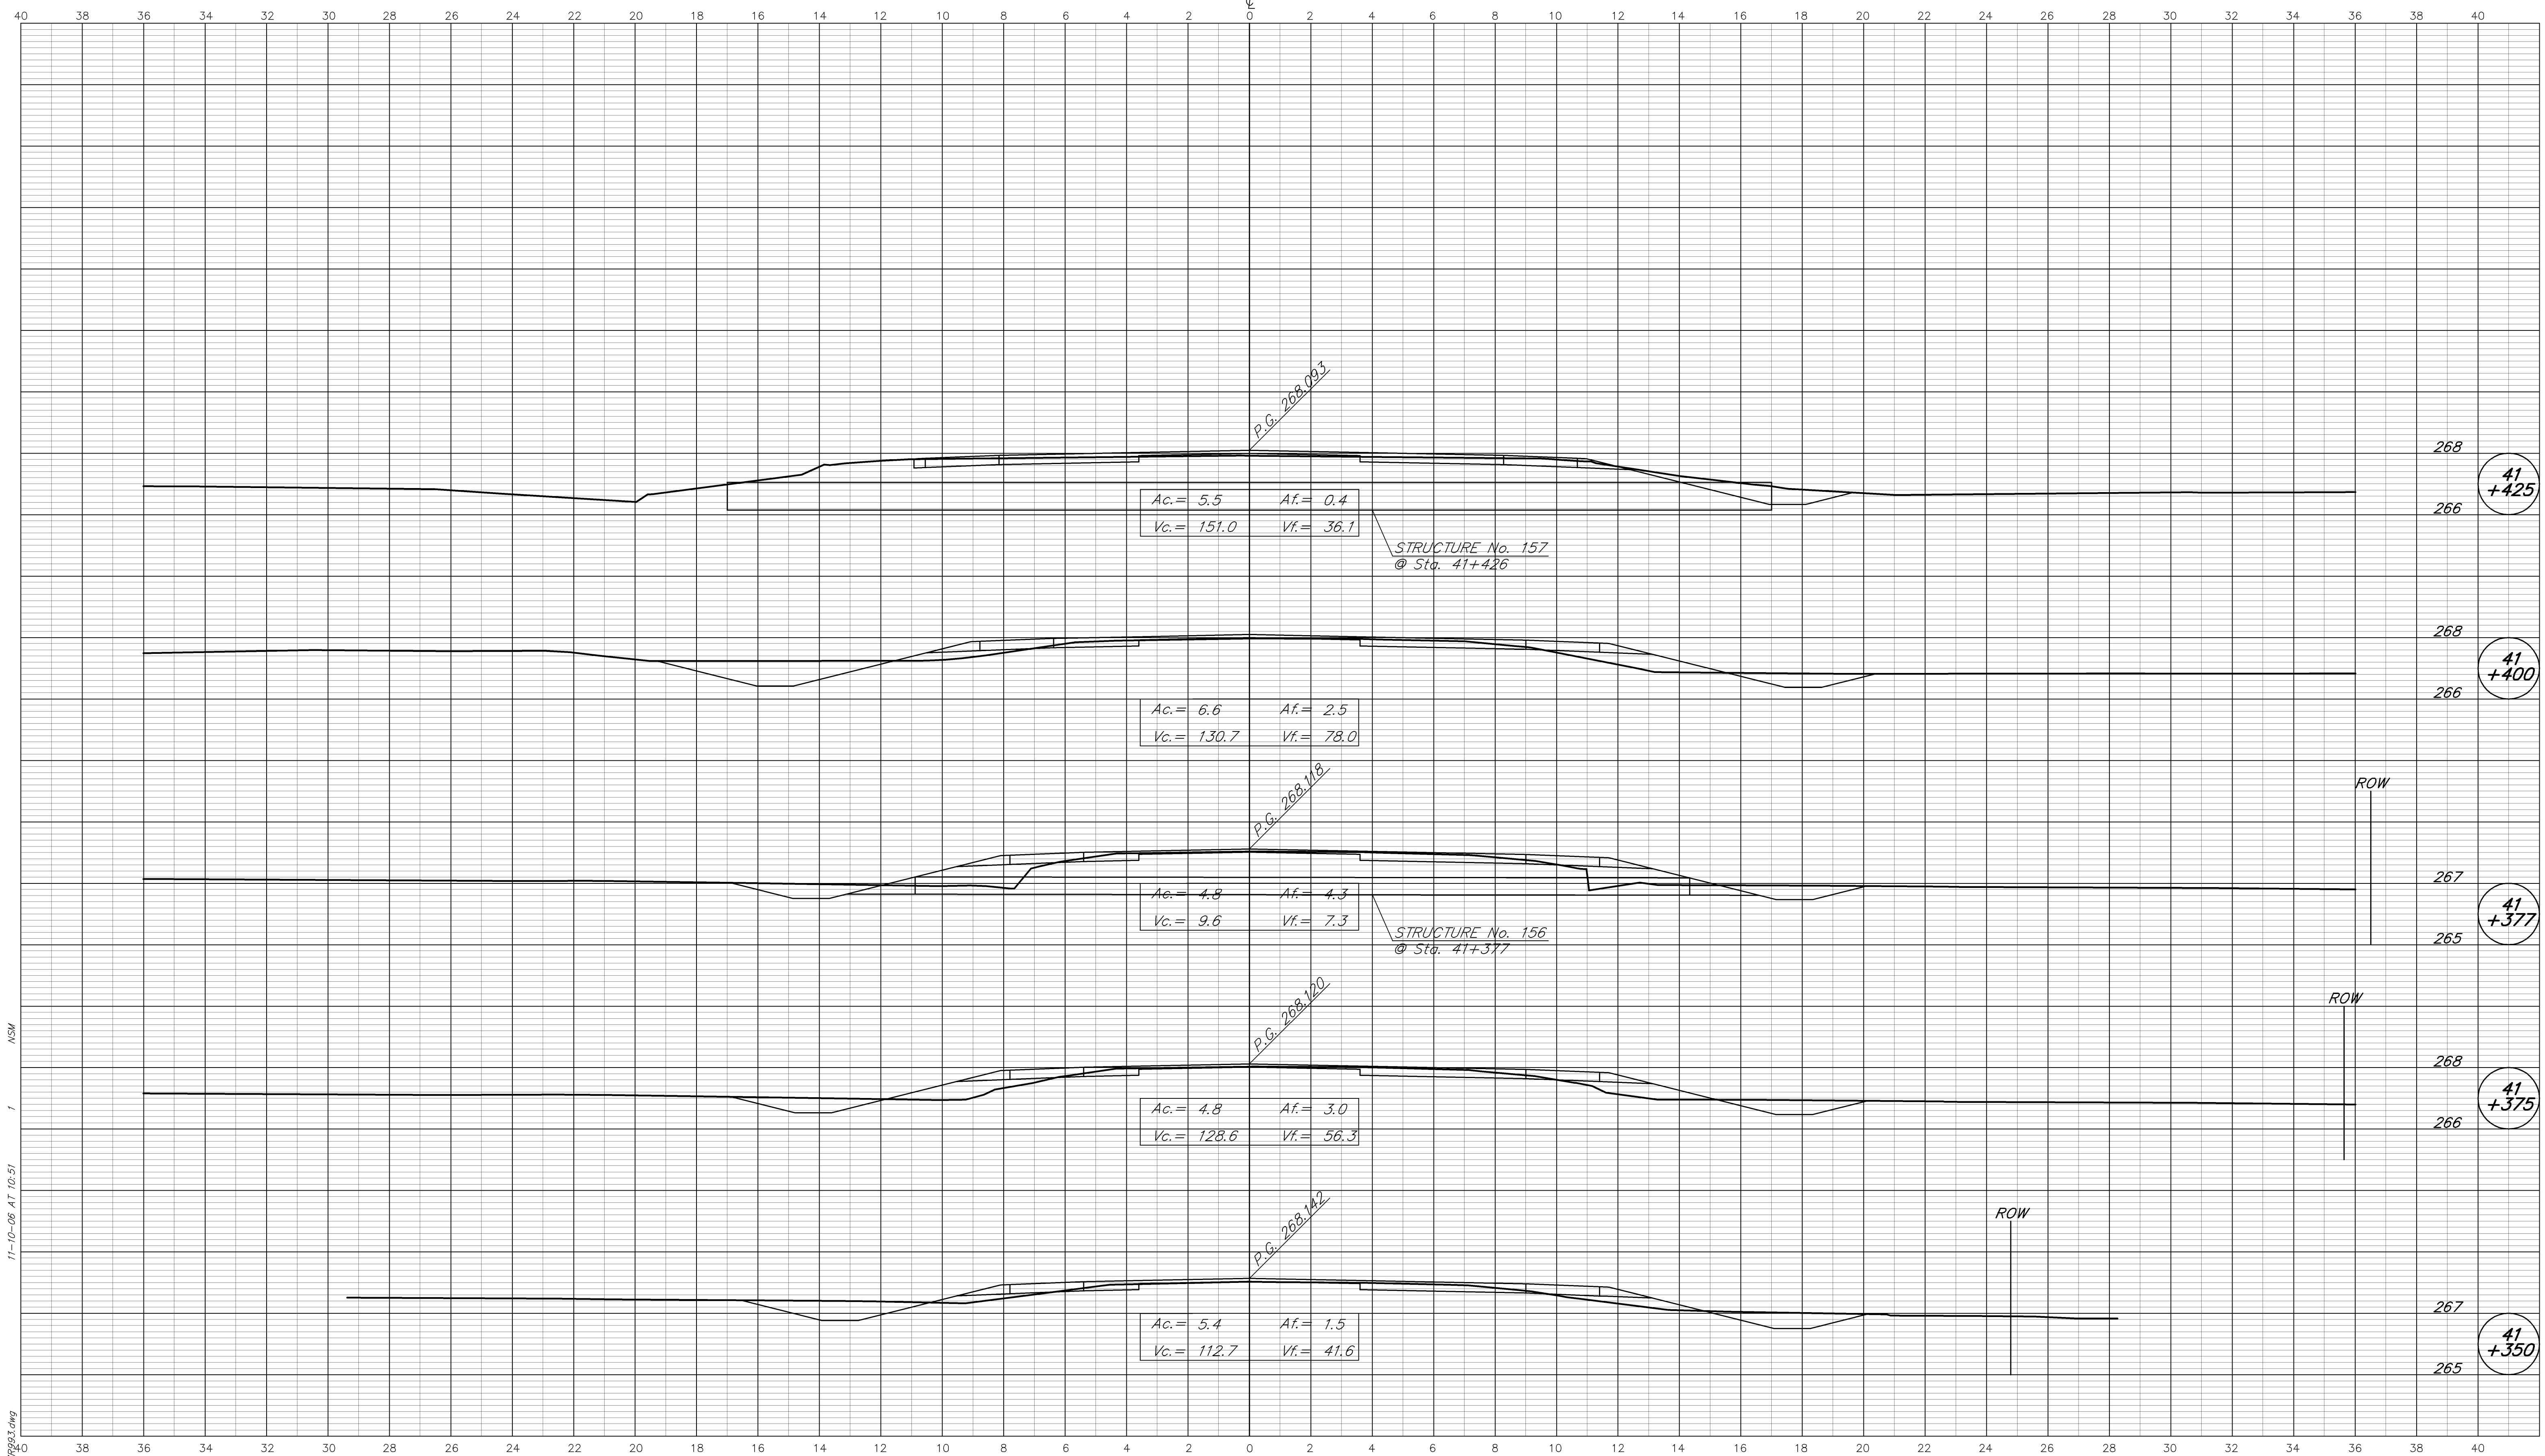 40 38 36 34 32 30 28 26 24 22 20 18 16 14 12 10 8 6 4 2 0 2 4 6 8 10 12 14 16 18 20 22 24 26 28 30 32 34 36 38 40
P.G. 268.093
268
41
+425
266
Ac.= 5.5 Af.= 0.4
Vc.= 151.0 Vf.= 36.1
STRUCTURE No. 157
@ Sta. 41+426
268
41
+400
266
Ac.= 6.6 Af.= 2.5
Vc.= 130.7 Vf.= 78.0
P.G. 268.118
ROW
267
41
+377
265
Ac.= 4.8 Af.= 4.3
Vc.= 9.6 Vf.= 7.3
STRUCTURE No. 156
@ Sta. 41+377
P.G. 268.120
ROW
268
41
+375
266
Ac.= 4.8 Af.= 3.0
Vc.= 128.6 Vf.= 56.3
P.G. 268.142
ROW
267
41
+350
265
Ac.= 5.4 Af.= 1.5
Vc.= 112.7 Vf.= 41.6
40 38 36 34 32 30 28 26 24 22 20 18 16 14 12 10 8 6 4 2 0 2 4 6 8 10 12 14 16 18 20 22 24 26 28 30 32 34 36 38 40
11-10-06 AT 10:51 1 NSM